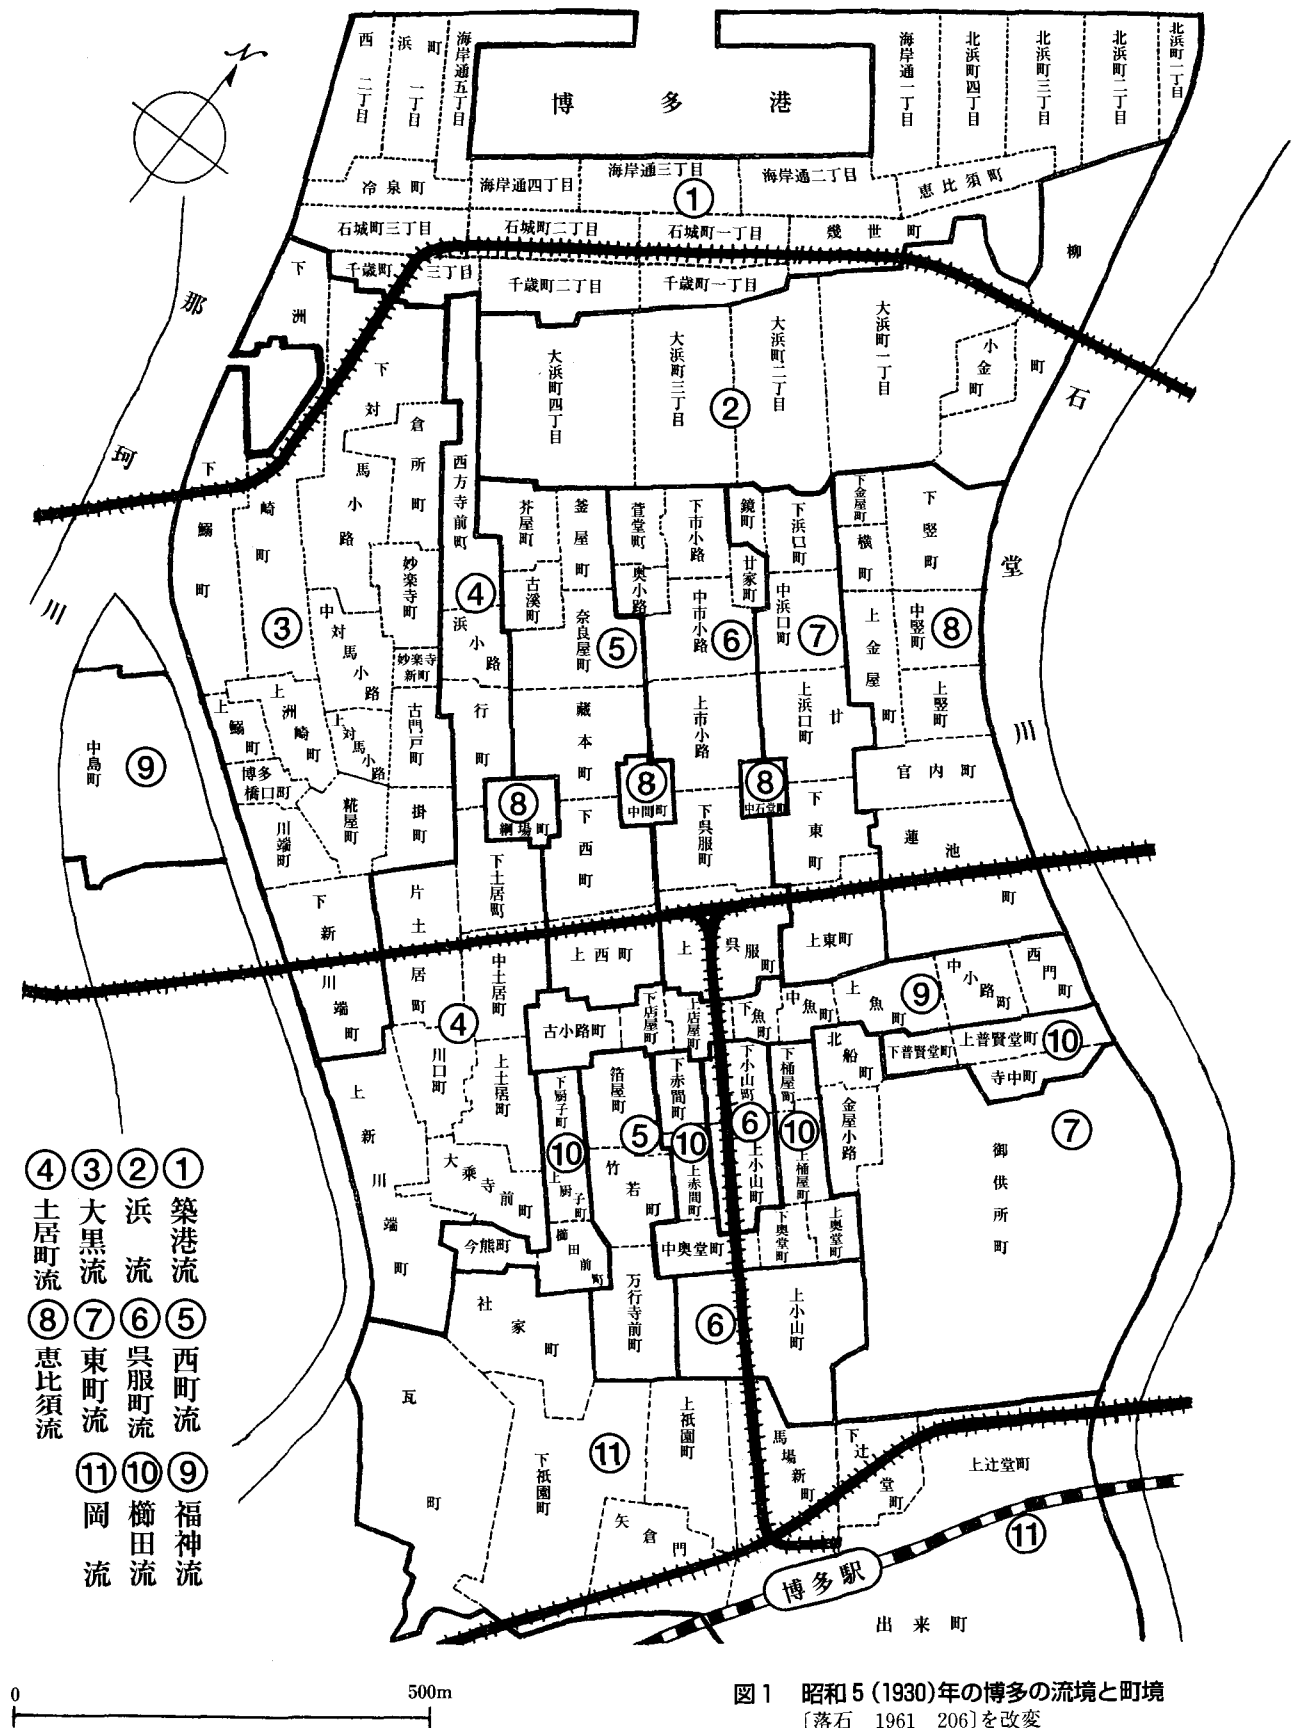 西浜町二丁目
一丁目
海岸通五丁目
博多港
海岸通一丁目
北浜町四丁目
北浜町三丁目
北浜町二丁目
北浜町一丁目
冷泉町
海岸通四丁目
海岸通三丁目
海岸通二丁目
恵比須町
①
石城町三丁目
石城町二丁目
石城町一丁目
幾世町
千歳町三丁目
千歳町二丁目
千歳町一丁目
柳町
那珂川
石堂川
下洲崎町
下対馬小路
倉所町
大浜町四丁目
大浜町三丁目
大浜町二丁目
大浜町一丁目
小金町
②
下鰯町
③
西方寺前町
芥屋町
釜屋町
萱堂町
下市小路
鏡町
下浜口町
下金屋町
横町
下竪町
妙楽寺町
④
古溪町
奥小路
廿家町
中対馬小路
浜小路
奈良屋町
⑤
中市小路
⑥
中浜口町
⑦
上金屋町
中竪町
⑧
妙楽寺新町
上鰯町
上洲崎町
上対馬小路
古門戸町
行町
蔵本町
上市小路
上浜口町
廿
上竪町
中島町
⑨
博多橋口町
川端町
糀屋町
掛町
⑧
綱場町
⑧
中間町
⑧
中石堂町
官内町
下西町
下呉服町
下東町
蓮池町
下新川端町
片土居町
下土居町
上西町
上呉服町
上東町
中土居町
④
古小路町
下店屋町
上店屋町
下魚町
中魚町
上魚町
⑨
中小路町
西門町
川口町
上土居町
下厨子町
箔屋町
下赤間町
下小山町
下桶屋町
北船町
下普賢堂町
上普賢堂町
⑩
寺中町
上新川端町
大乗寺前町
⑩
上厨子町
⑤
竹若町
⑩
上赤間町
⑥
上小山町
⑩
上桶屋町
金屋小路
⑦
御供所町
今熊町
櫛田前町
中奥堂町
下奥堂町
上奥堂町
社家町
万行寺前町
⑥
上小山町
瓦町
下祇園町
⑪
上祇園町
馬場新町
下辻堂町
上辻堂町
矢倉門
⑪
博多駅
出来町
①築港流
②浜流
③大黒流
④土居町流
⑤西町流
⑥呉服町流
⑦東町流
⑧恵比須流
⑨福神流
⑩櫛田流
⑪岡流
0 500m
図1 昭和5(1930)年の博多の流境と町境
〔落石 1961 206〕を改変